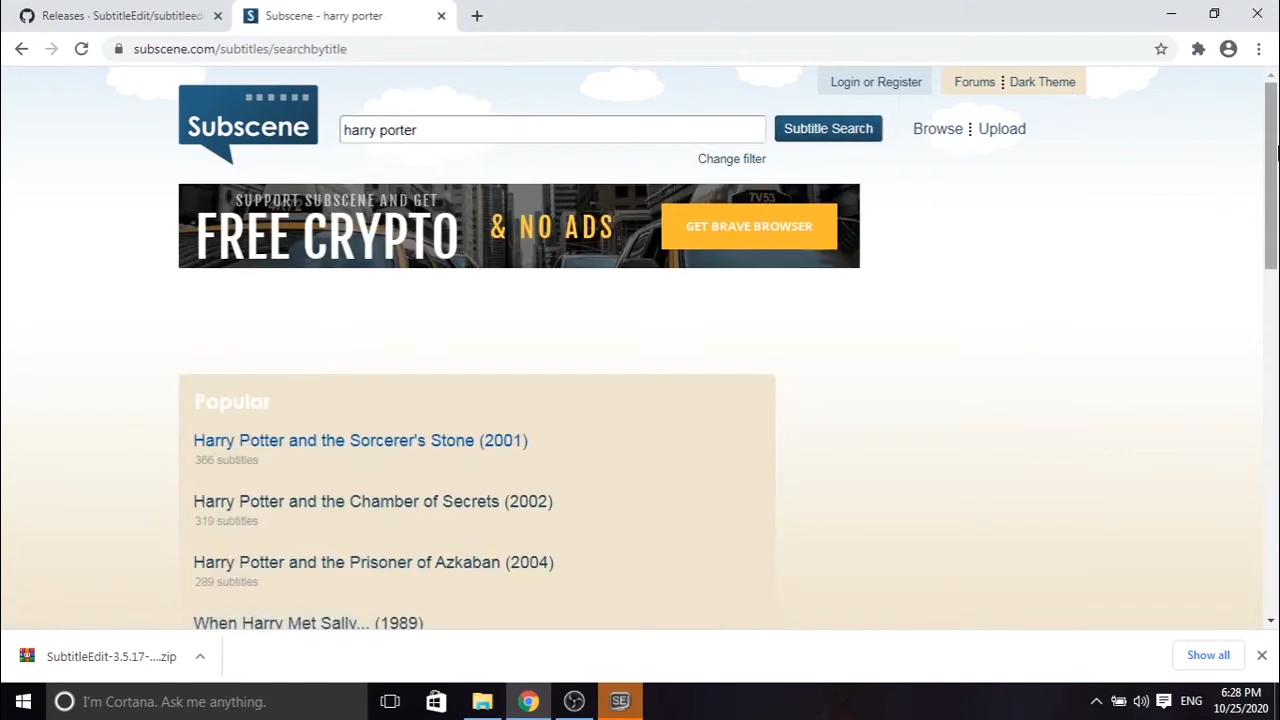 Releases · SubtitleEdit/subtitleed
Subscene - harry porter
subscene.com/subtitles/searchbytitle
Login or Register
Forums
Dark Theme
Subscene
harry porter
Subtitle Search
Browse
Upload
Change filter
SUPPORT SUBSCENE AND GET
FREE CRYPTO
& NO ADS
7V53
GET BRAVE BROWSER
Popular
Harry Potter and the Sorcerer's Stone (2001)
366 subtitles
Harry Potter and the Chamber of Secrets (2002)
319 subtitles
Harry Potter and the Prisoner of Azkaban (2004)
289 subtitles
When Harry Met Sally... (1989)
SubtitleEdit-3.5.17-....zip
Show all
I'm Cortana. Ask me anything.
SE
ENG
6:28 PM
10/25/2020